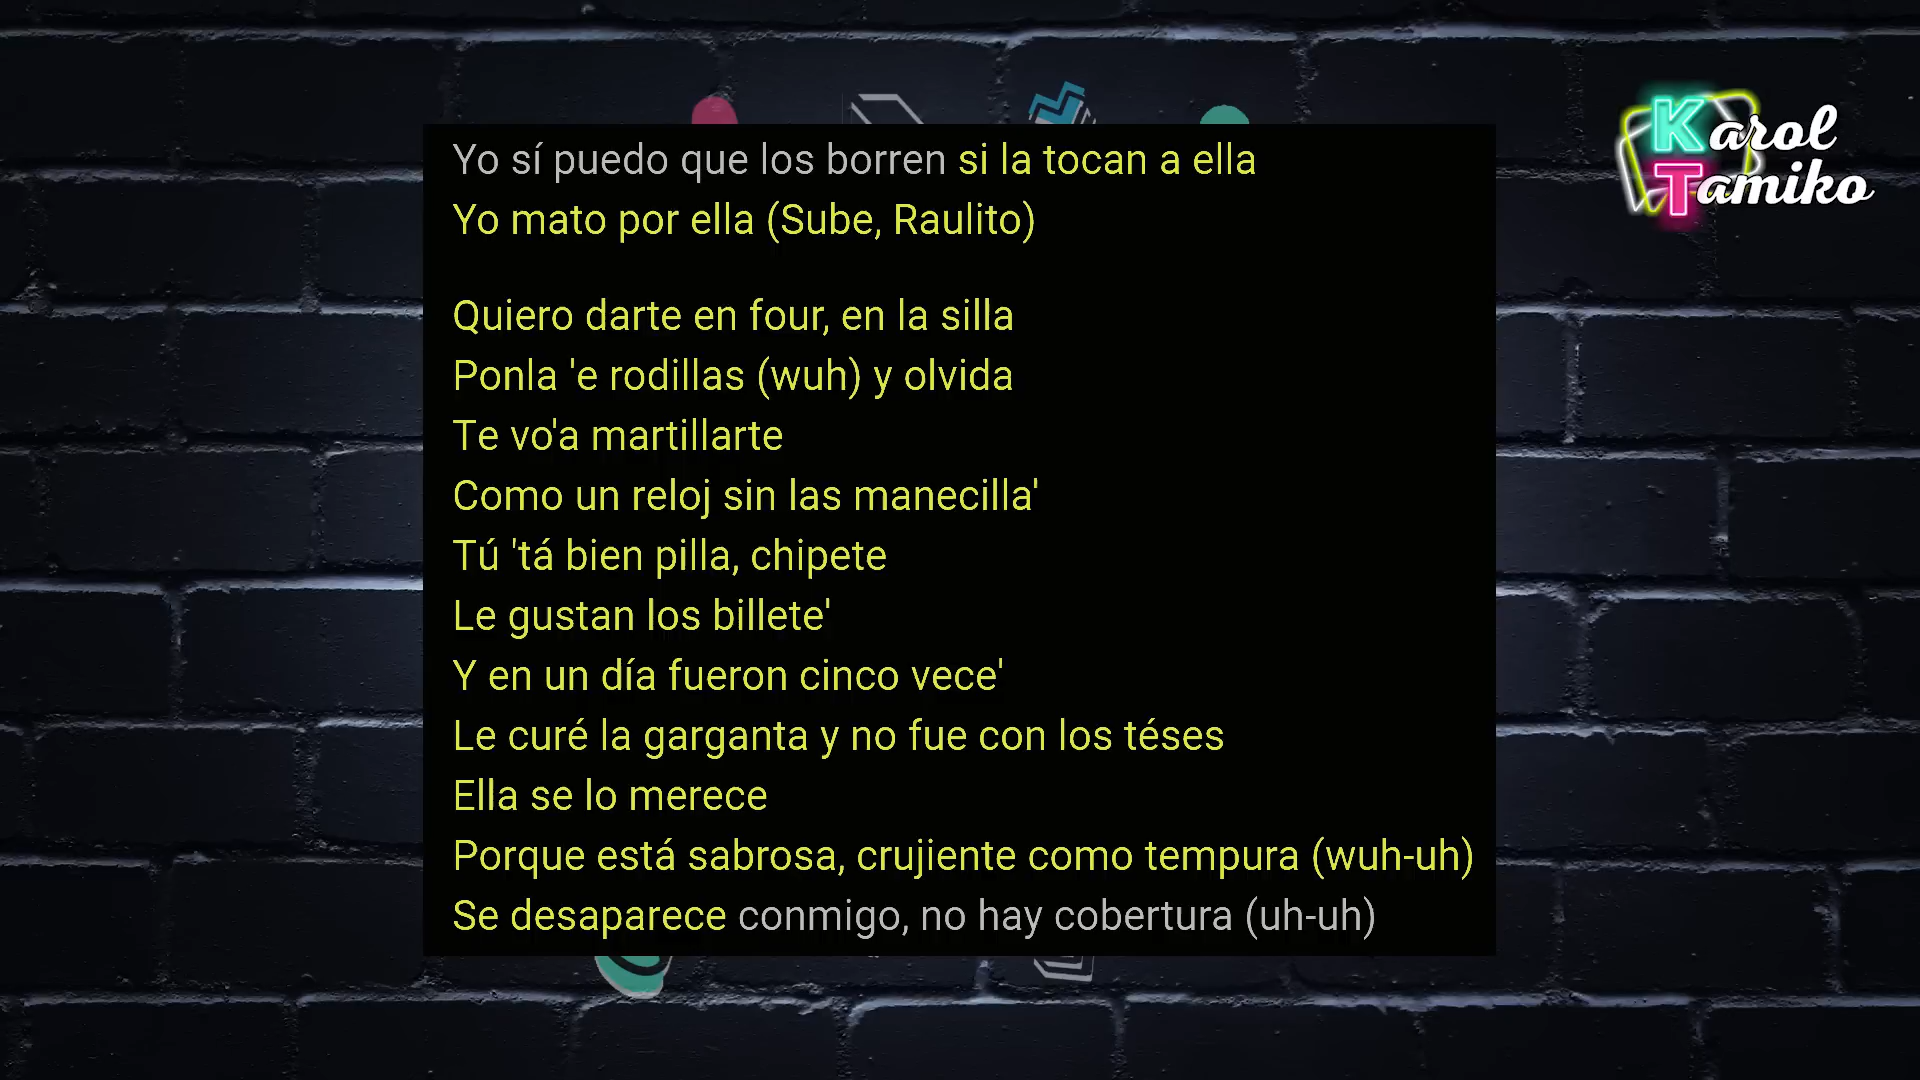 Yo sí puedo que los borren si la tocan a ella
Yo mato por ella (Sube, Raulito)
Quiero darte en four, en la silla
Ponla 'e rodillas (wuh) y olvida
Te vo'a martillarte
Como un reloj sin las manecilla'
Tú 'tá bien pilla, chipete
Le gustan los billete'
Y en un día fueron cinco vece'
Le curé la garganta y no fue con los téses
Ella se lo merece
Porque está sabrosa, crujiente como tempura (wuh-uh)
Se desaparece conmigo, no hay cobertura (uh-uh)
Karol
Tamiko